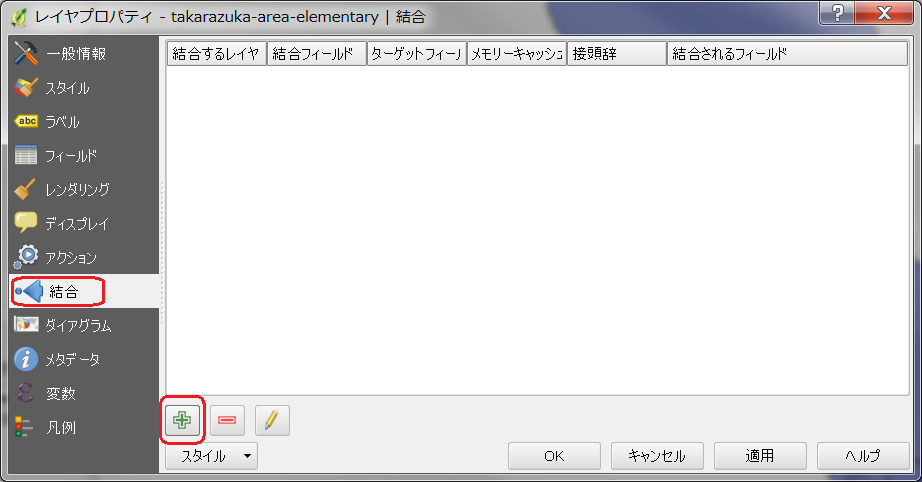 レイヤプロパティ - takarazuka-area-elementary | 結合
一般情報
スタイル
abc ラベル
フィールド
レンダリング
ディスプレイ
アクション
結合
ダイアグラム
メタデータ
変数
凡例
結合するレイヤ 結合フィールド ターゲットフィール メモリーキャッシュ 接頭辞 結合されるフィールド
スタイル OK キャンセル 適用 ヘルプ